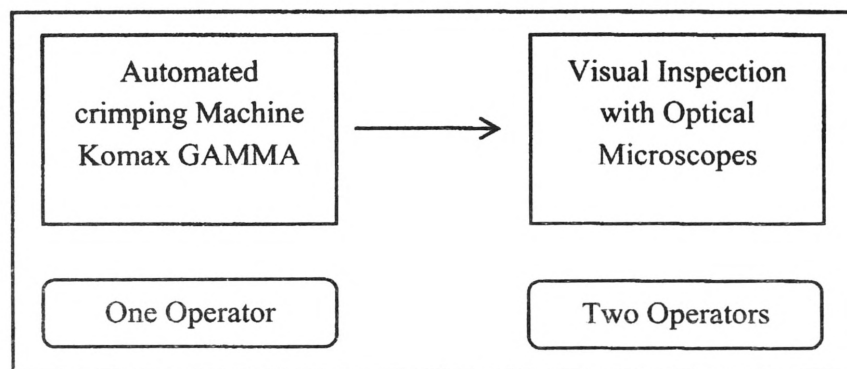 Automated
crimping Machine
Komax GAMMA
Visual Inspection
with Optical
Microscopes
One Operator
Two Operators